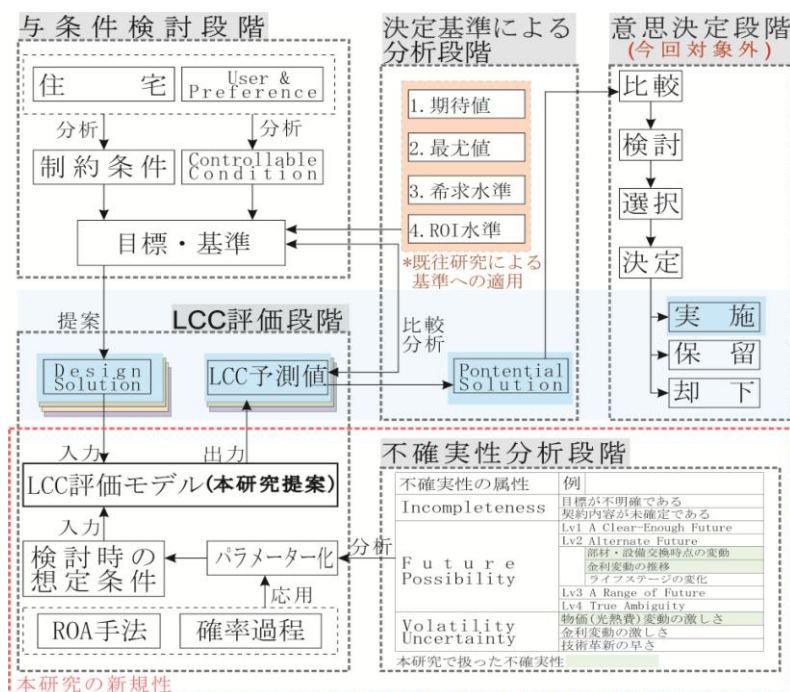 与条件検討段階
住 宅
User &
Preference
分析
分析
制約条件
Controllable
Condition
目標・基準
決定基準による
分析段階
1.期待値
2.最尤値
3.希求水準
4.ROI水準
*既往研究による
基準への適用
意思決定段階
(今回対象外)
比較
検討
選択
決定
実 施
保 留
却 下
提案
LCC評価段階
比較
分析
Design
Solution
LCC予測値
Pontential
Solution
入力
出力
LCC評価モデル(本研究提案)
入力
検討時の
想定条件
パラメーター化
分析
応用
ROA手法
確率過程
本研究の新規性
不確実性分析段階
不確実性の属性 例
Incompleteness
目標が不明確である
契約内容が未確定である
Future
Possibility
Lv1 A Clear-Enough Future
Lv2 Alternate Future
部材・設備交換時点の変動
金利変動の推移
ライフステージの変化
Lv3 A Range of Future
Lv4 True Ambiguity
Volatility
Uncertainty
物価(光熱費)変動の激しさ
金利変動の激しさ
技術革新の早さ
本研究で扱った不確実性